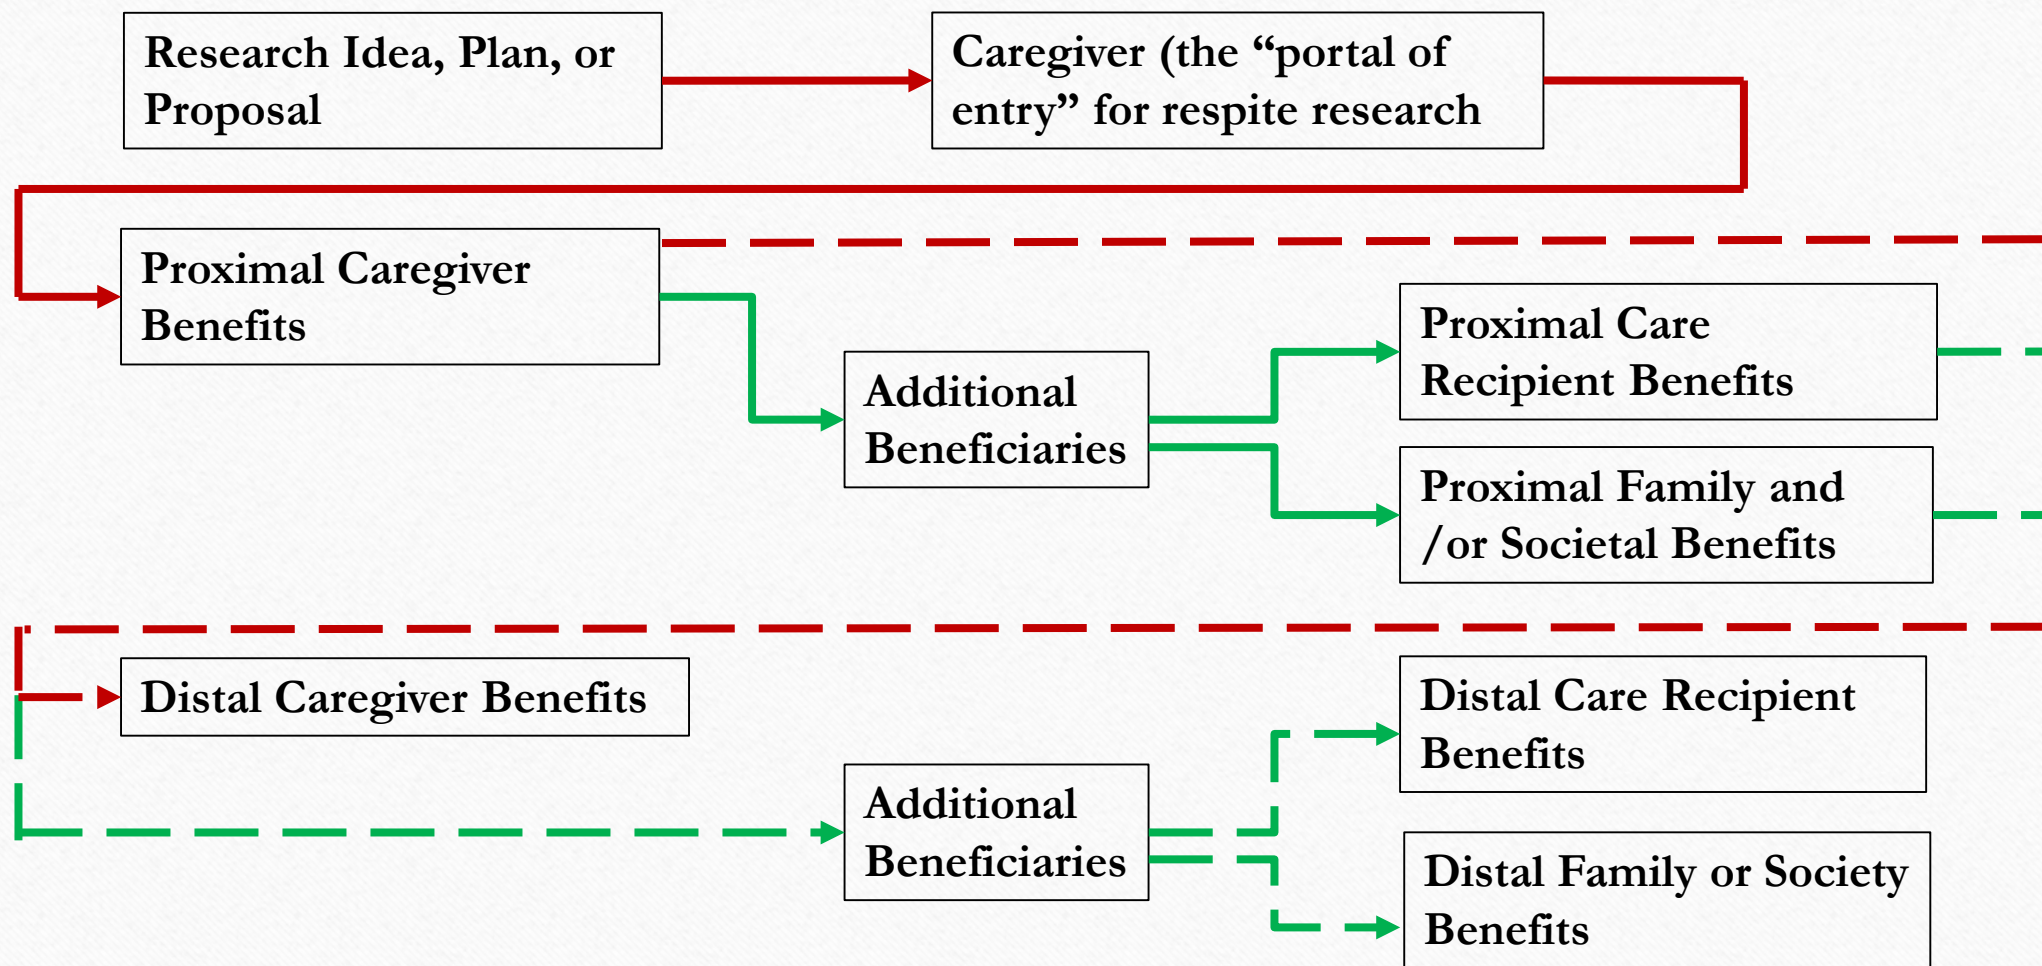 Research Idea, Plan, or
Proposal
Caregiver (the “portal of
entry” for respite research
Proximal Caregiver
Benefits
Additional
Beneficiaries
Proximal Care
Recipient Benefits
Proximal Family and
/or Societal Benefits
Distal Caregiver Benefits
Additional
Beneficiaries
Distal Care Recipient
Benefits
Distal Family or Society
Benefits